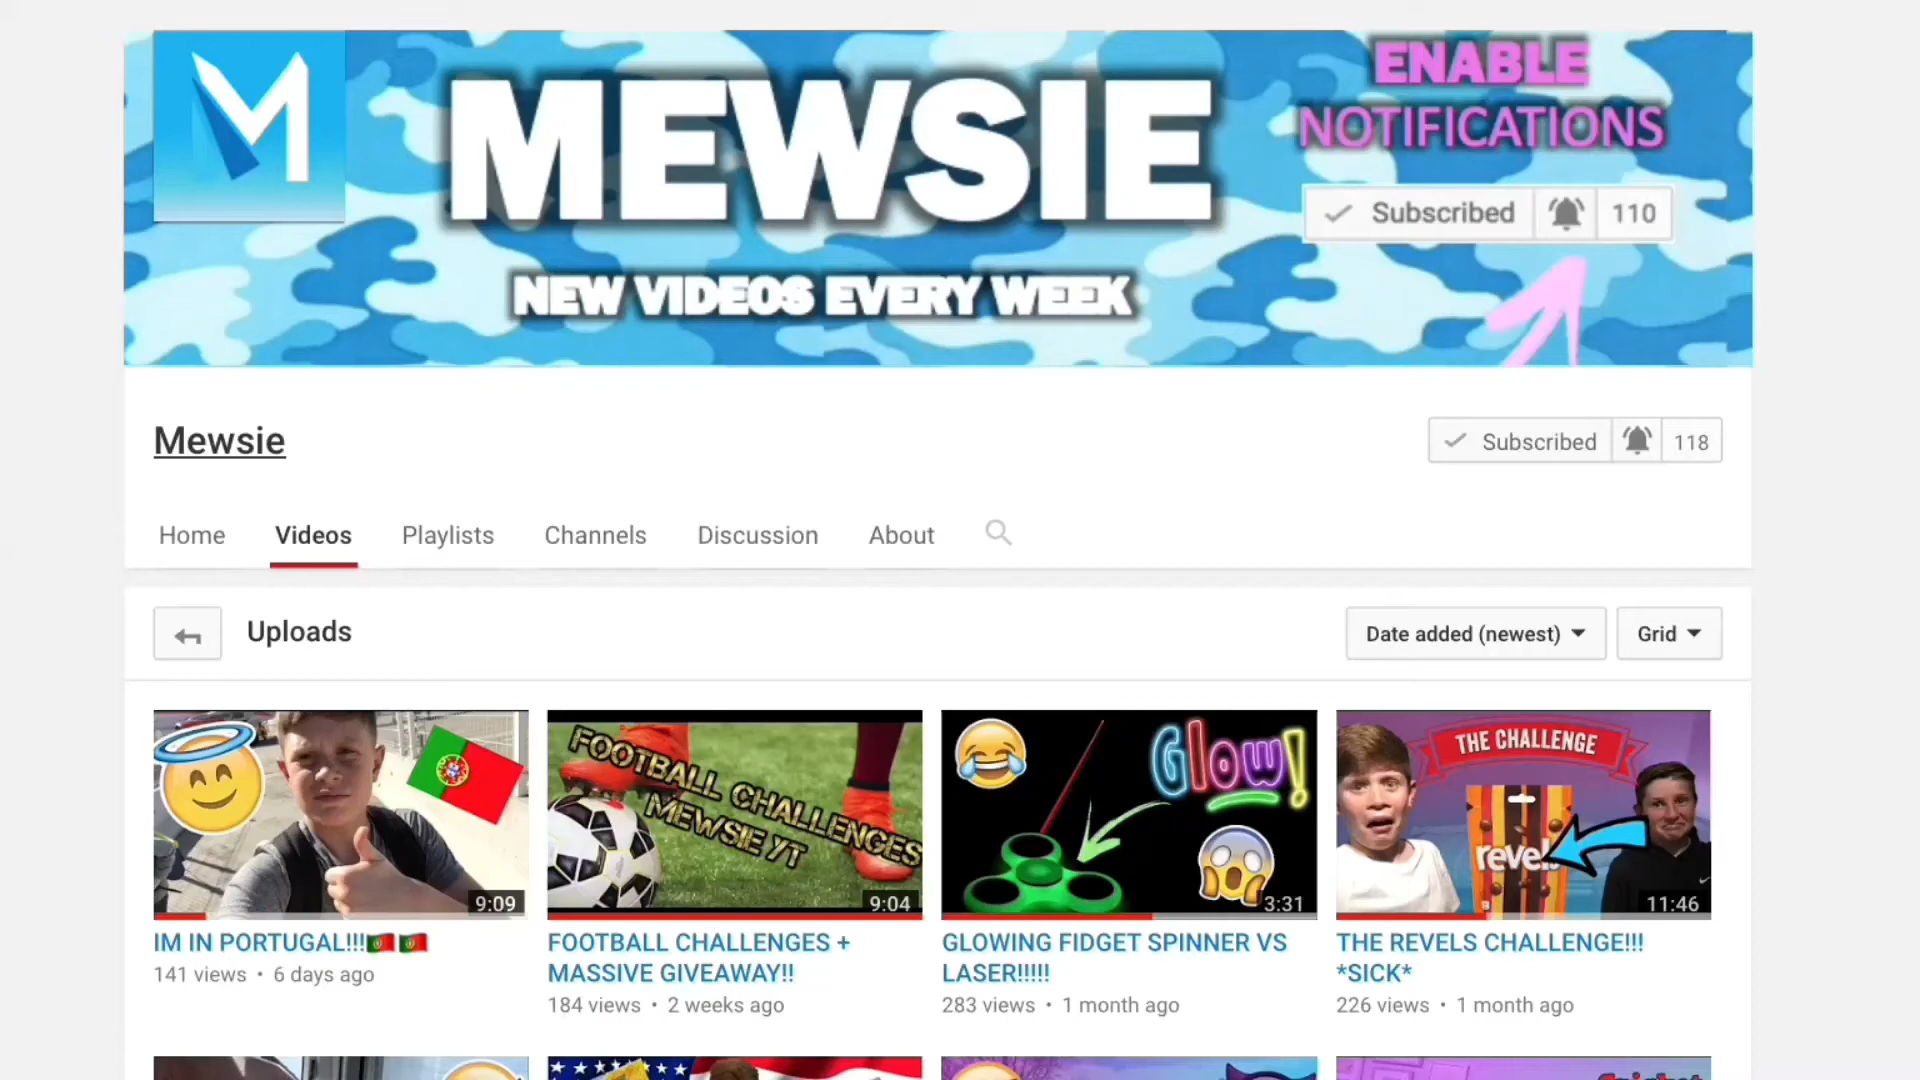 M
MEWSIE
NEW VIDEOS EVERY WEEK
ENABLE
NOTIFICATIONS
Subscribed 110
Mewsie
Subscribed 118
Home Videos Playlists Channels Discussion About
Uploads
Date added (newest) Grid
FOOTBALL CHALLENGES
MEWSIE YT
Glow!
THE CHALLENGE
revels
9:09
9:04
3:31
11:46
IM IN PORTUGAL!!!🇵🇹🇵🇹
141 views • 6 days ago
FOOTBALL CHALLENGES +
MASSIVE GIVEAWAY!!
184 views • 2 weeks ago
GLOWING FIDGET SPINNER VS
LASER!!!!!
283 views • 1 month ago
THE REVELS CHALLENGE!!!
*SICK*
226 views • 1 month ago